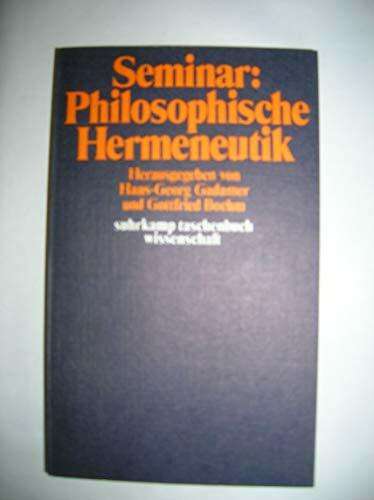 Seminar:
Philosophische
Hermeneutik
Herausgegeben von
Hans-Georg Gadamer
und Gottfried Boehm
suhrkamp taschenbuch
wissenschaft